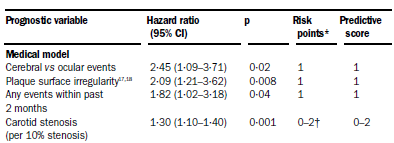 Prognostic variable Hazard ratio p Risk Predictive
(95% CI) points* score
Medical model
Cerebral vs ocular events 2·45 (1·09–3·71) 0·02 1 1
Plaque surface irregularity17,18 2·09 (1·21–3·62) 0·008 1 1
Any events within past 1·82 (1·02–3·18) 0·04 1 1
2 months
Carotid stenosis 1·30 (1·10–1·40) 0·001 0–2† 0–2
(per 10% stenosis)